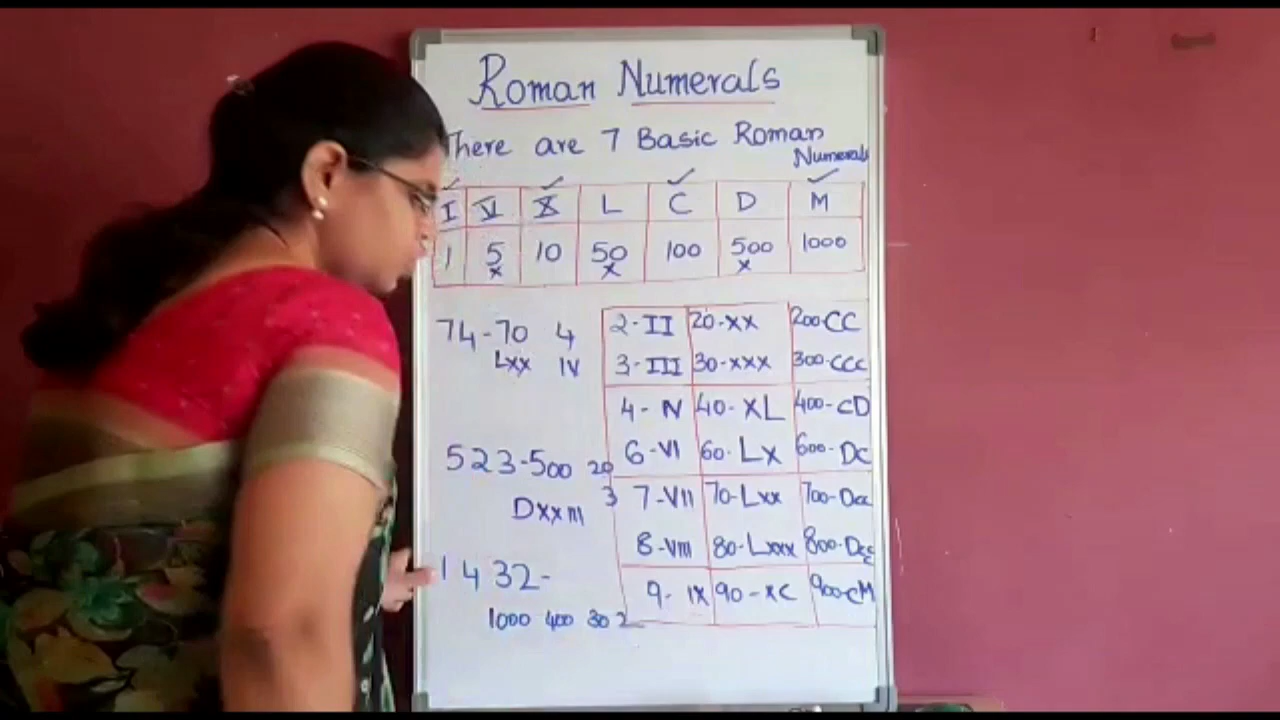 Roman Numerals
There are 7 Basic Roman
Numerals
I V X L C D M
1 5 10 50 100 500 1000
x x x
74-70 4
Lxx IV
523-500 20
3
DxxIII
1432-
1000 400 30 2
2-II 20-xx 200-CC
3-III 30-xxx 300-CCC
4-IV 40-XL 400-CD
6-VI 60-Lx 600-DC
7-VII 70-Lxx 700-Dcc
8-VIII 80-Lxxx 800-Dccc
9-IX 90-xC 900-CM